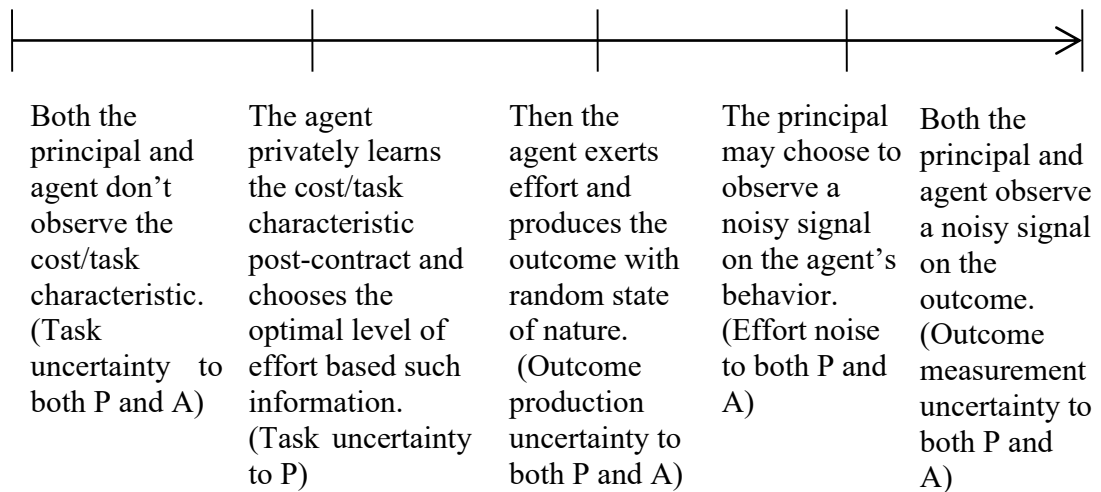 Both the
principal and
agent don’t
observe the
cost/task
characteristic.
(Task
uncertainty to
both P and A)
The agent
privately learns
the cost/task
characteristic
post-contract and
chooses the
optimal level of
effort based such
information.
(Task uncertainty
to P)
Then the
agent exerts
effort and
produces the
outcome with
random state
of nature.
(Outcome
production
uncertainty to
both P and A)
The principal
may choose to
observe a
noisy signal
on the agent’s
behavior.
(Effort noise
to both P and
A)
Both the
principal and
agent observe
a noisy signal
on the
outcome.
(Outcome
measurement
uncertainty to
both P and
A)